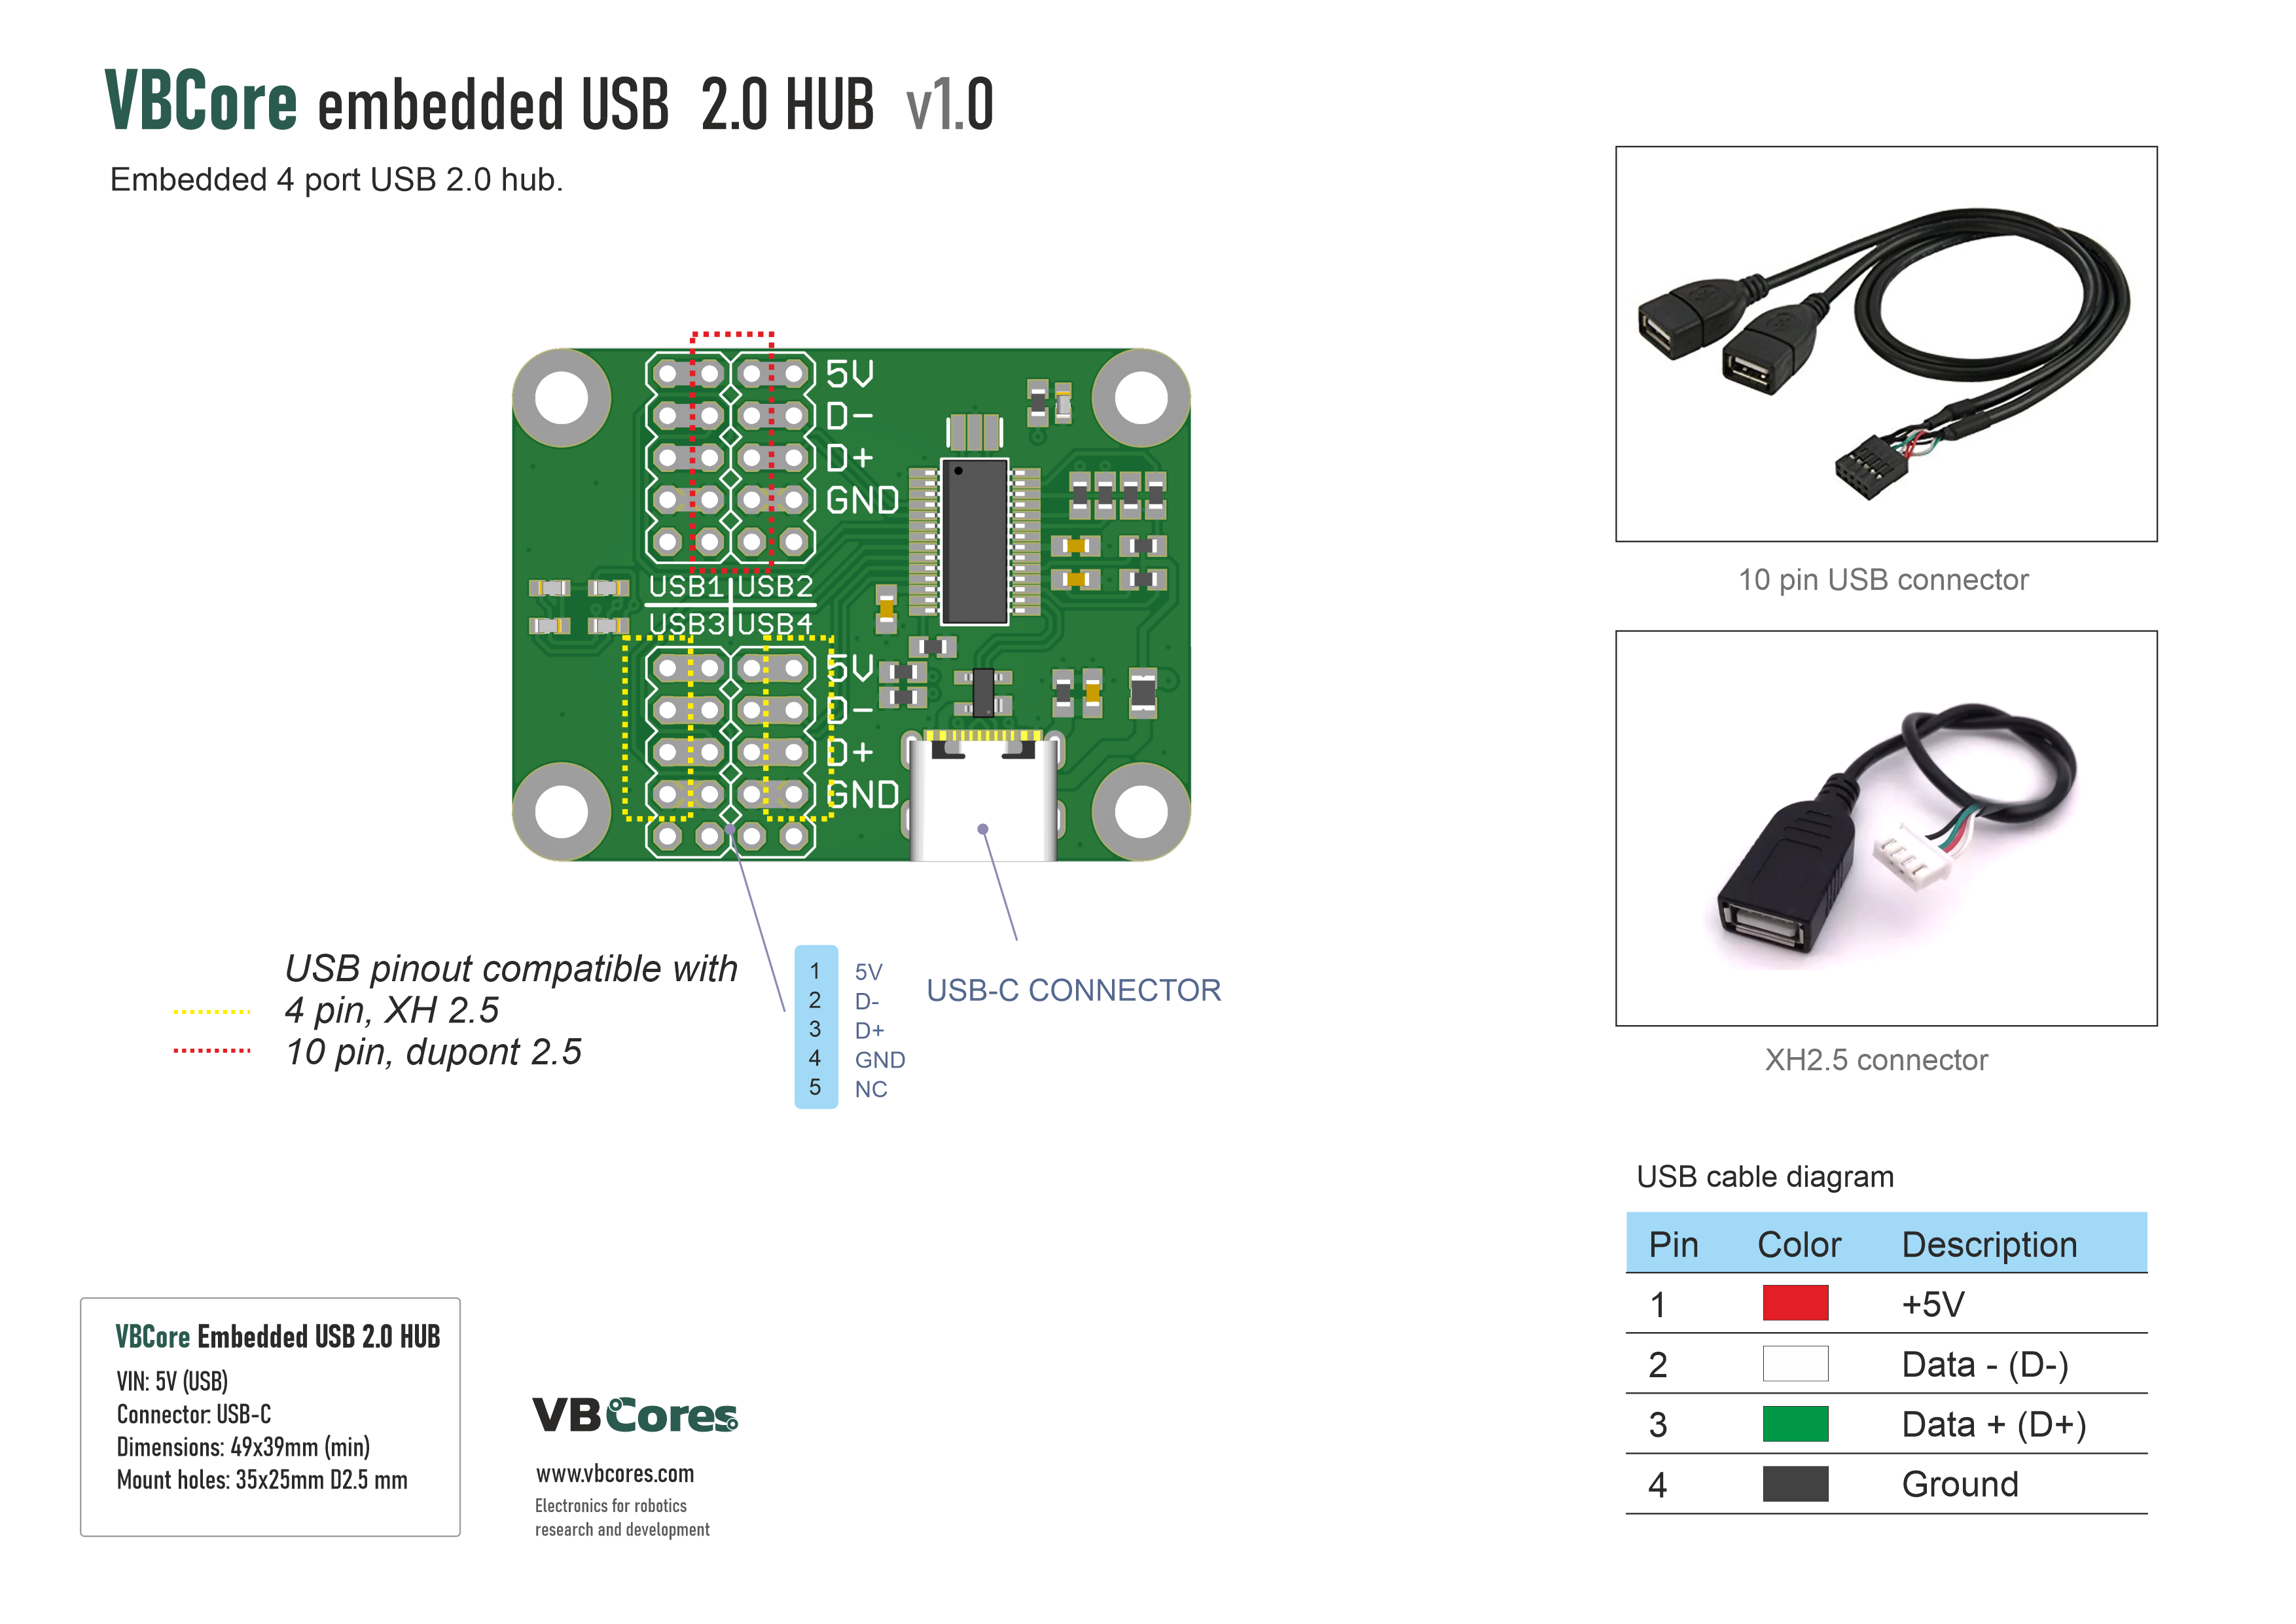 VBCore embedded USB 2.0 HUB v1.0
Embedded 4 port USB 2.0 hub.
5V
D-
D+
GND
USB1 USB2
USB3 USB4
5V
D-
D+
GND
USB pinout compatible with
4 pin, XH 2.5
10 pin, dupont 2.5
1 5V
2 D-
3 D+
4 GND
5 NC
USB-C CONNECTOR
10 pin USB connector
XH2.5 connector
USB cable diagram
Pin Color Description
1 +5V
2 Data - (D-)
3 Data + (D+)
4 Ground
VBCore Embedded USB 2.0 HUB
VIN: 5V (USB)
Connector: USB-C
Dimensions: 49x39mm (min)
Mount holes: 35x25mm D2.5 mm
VBCores
www.vbcores.com
Electronics for robotics
research and development